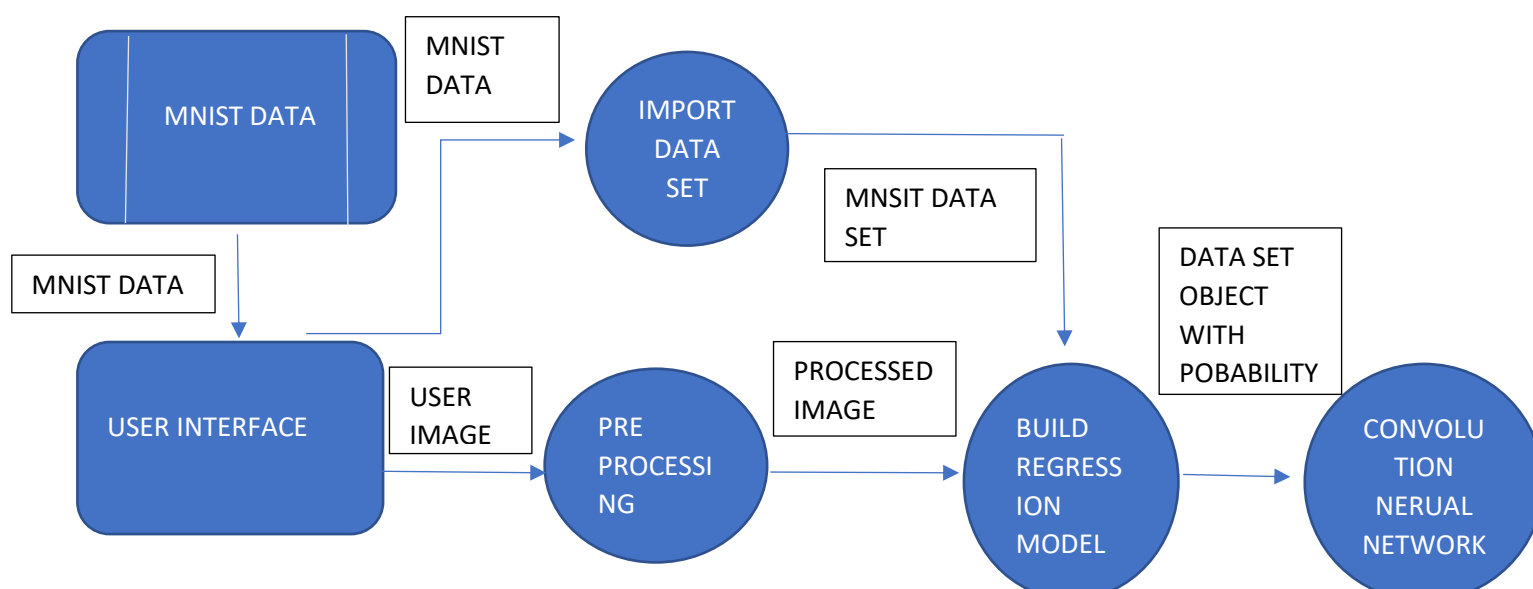 MNIST DATA
MNIST
DATA
IMPORT
DATA
SET
MNSIT DATA
SET
DATA SET
OBJECT
WITH
POBABILITY
MNIST DATA
USER INTERFACE
USER
IMAGE
PRE
PROCESSI
NG
PROCESSED
IMAGE
BUILD
REGRESS
ION
MODEL
CONVOLU
TION
NERUAL
NETWORK